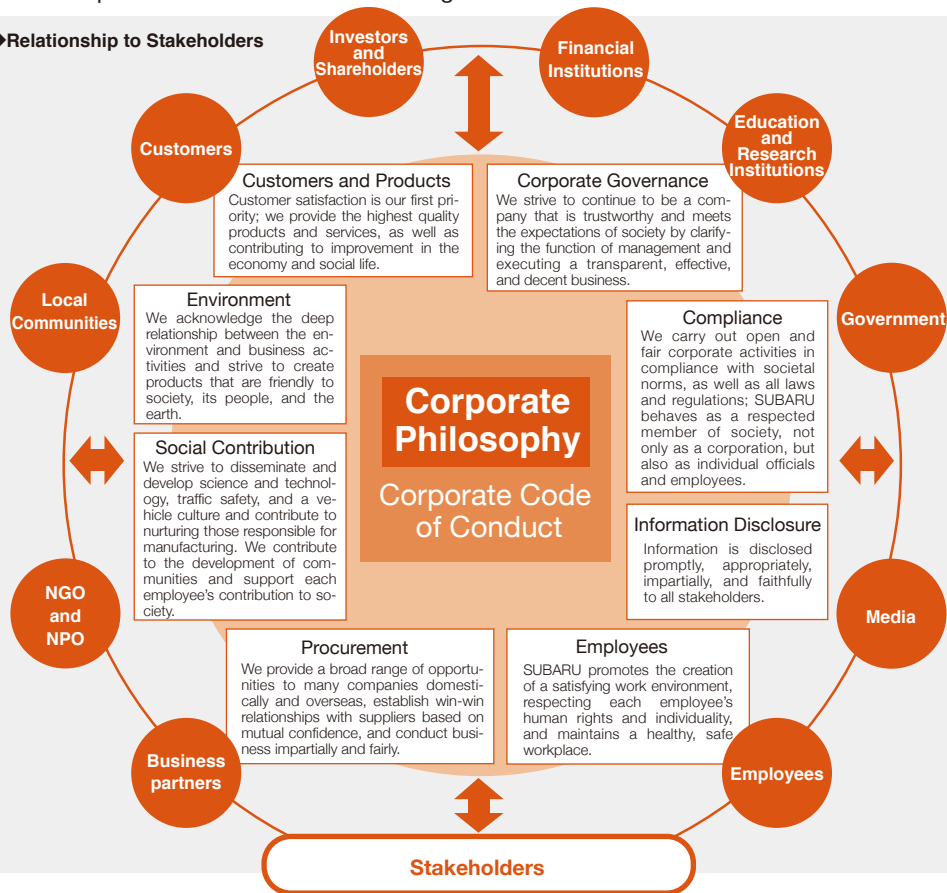 Relationship to Stakeholders
Investors
and
Shareholders
Financial
Institutions
Customers
Education
and
Research
Institutions
Customers and Products
Customer satisfaction is our first pri-
ority; we provide the highest quality
products and services, as well as
contributing to improvement in the
economy and social life.
Corporate Governance
We strive to continue to be a com-
pany that is trustworthy and meets
the expectations of society by clarify-
ing the function of management and
executing a transparent, effective,
and decent business.
Local
Communities
Environment
We acknowledge the deep
relationship between the en-
vironment and business ac-
tivities and strive to create
products that are friendly to
society, its people, and the
earth.
Compliance
We carry out open and
fair corporate activities in
compliance with societal
norms, as well as all laws
and regulations; SUBARU
behaves as a respected
member of society, not
only as a corporation, but
also as individual officials
and employees.
Government
Corporate
Philosophy
Corporate Code
of Conduct
Social Contribution
We strive to disseminate and
develop science and technol-
ogy, traffic safety, and a ve-
hicle culture and contribute to
nurturing those responsible for
manufacturing. We contribute
to the development of com-
munities and support each
employee's contribution to so-
ciety.
Information Disclosure
Information is disclosed
promptly, appropriately,
impartially, and faithfully
to all stakeholders.
NGO
and
NPO
Media
Procurement
We provide a broad range of opportu-
nities to many companies domesti-
cally and overseas, establish win-win
relationships with suppliers based on
mutual confidence, and conduct busi-
ness impartially and fairly.
Employees
SUBARU promotes the creation
of a satisfying work environment,
respecting each employee's
human rights and individuality,
and maintains a healthy, safe
workplace.
Business
partners
Employees
Stakeholders